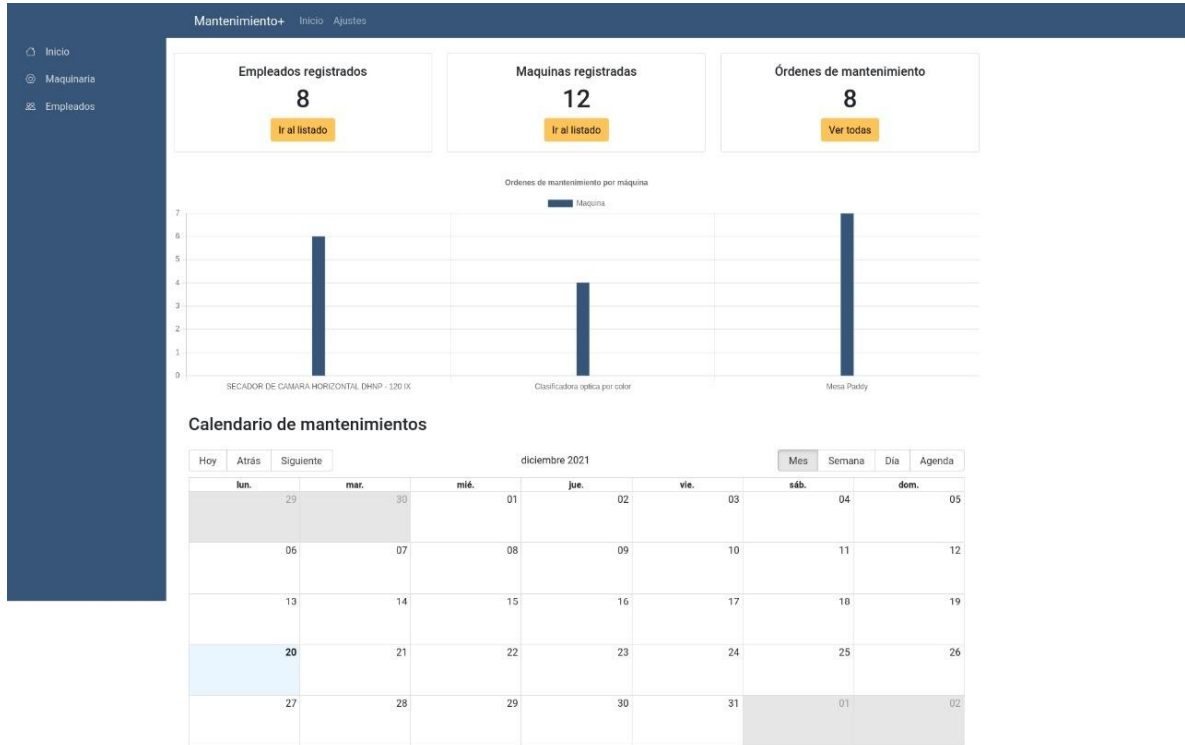 Mantenimiento+ Inicio Ajustes
Inicio
Maquinaria
Empleados
Empleados registrados
8
Ir al listado
Maquinas registradas
12
Ir al listado
Órdenes de mantenimiento
8
Ver todas
Ordenes de mantenimiento por máquina
Maquina
7
6
5
4
3
2
1
0
SECADOR DE CAMARA HORIZONTAL DHNP - 120 IX
Clasificadora optica por color
Mesa Paddy
Calendario de mantenimientos
Hoy Atrás Siguiente diciembre 2021 Mes Semana Día Agenda
lun. mar. mié. jue. vie. sáb. dom.
29 30 01 02 03 04 05
06 07 08 09 10 11 12
13 14 15 16 17 18 19
20 21 22 23 24 25 26
27 28 29 30 31 01 02